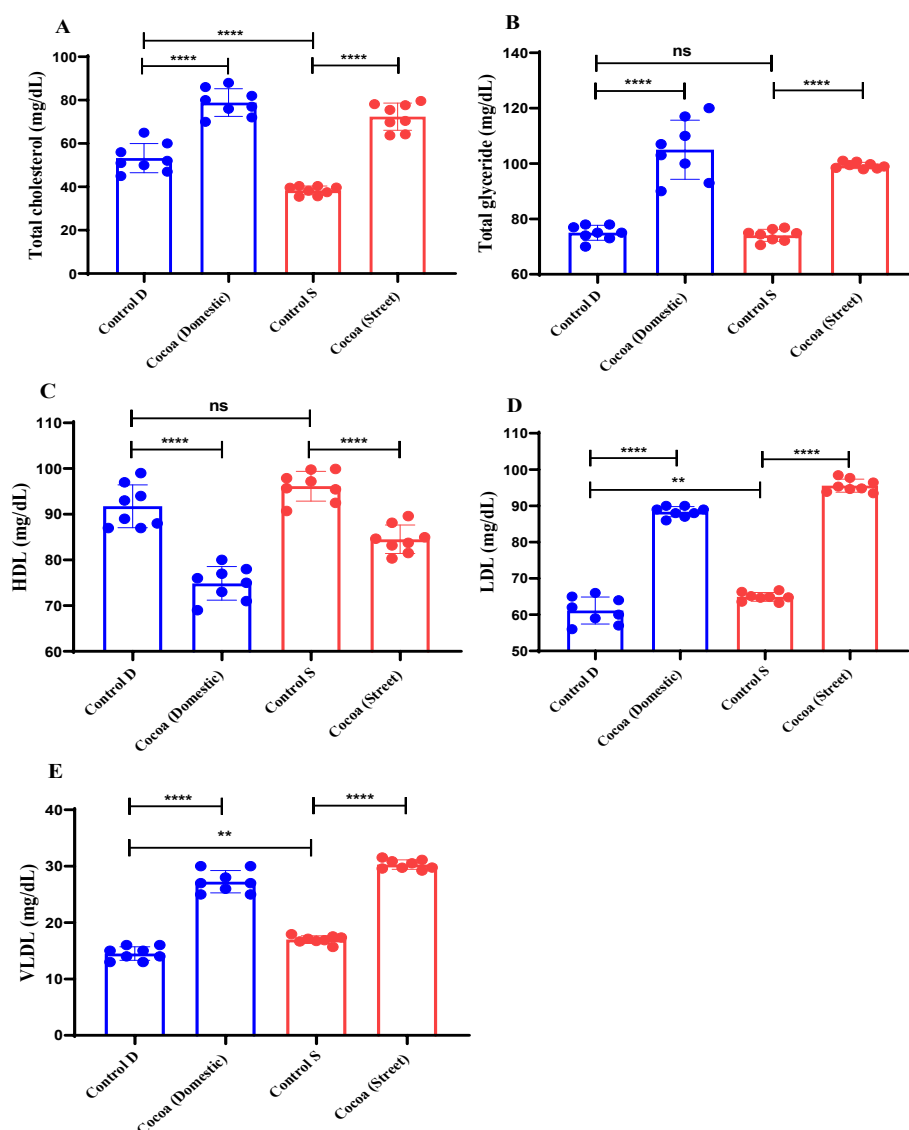 A
****
****
****
Total cholesterol (mg/dL)
100
80
60
40
20
0
Control D
Cocoa (Domestic)
Control S
Cocoa (Street)
B
ns
****
****
Total glyceride (mg/dL)
140
120
100
80
60
Control D
Cocoa (Domestic)
Control S
Cocoa (Street)
C
ns
****
****
HDL (mg/dL)
110
100
90
80
70
60
Control D
Cocoa (Domestic)
Control S
Cocoa (Street)
D
****
****
**
LDL (mg/dL)
110
100
90
80
70
60
50
Control D
Cocoa (Domestic)
Control S
Cocoa (Street)
E
****
****
**
VLDL (mg/dL)
40
30
20
10
0
Control D
Cocoa (Domestic)
Control S
Cocoa (Street)